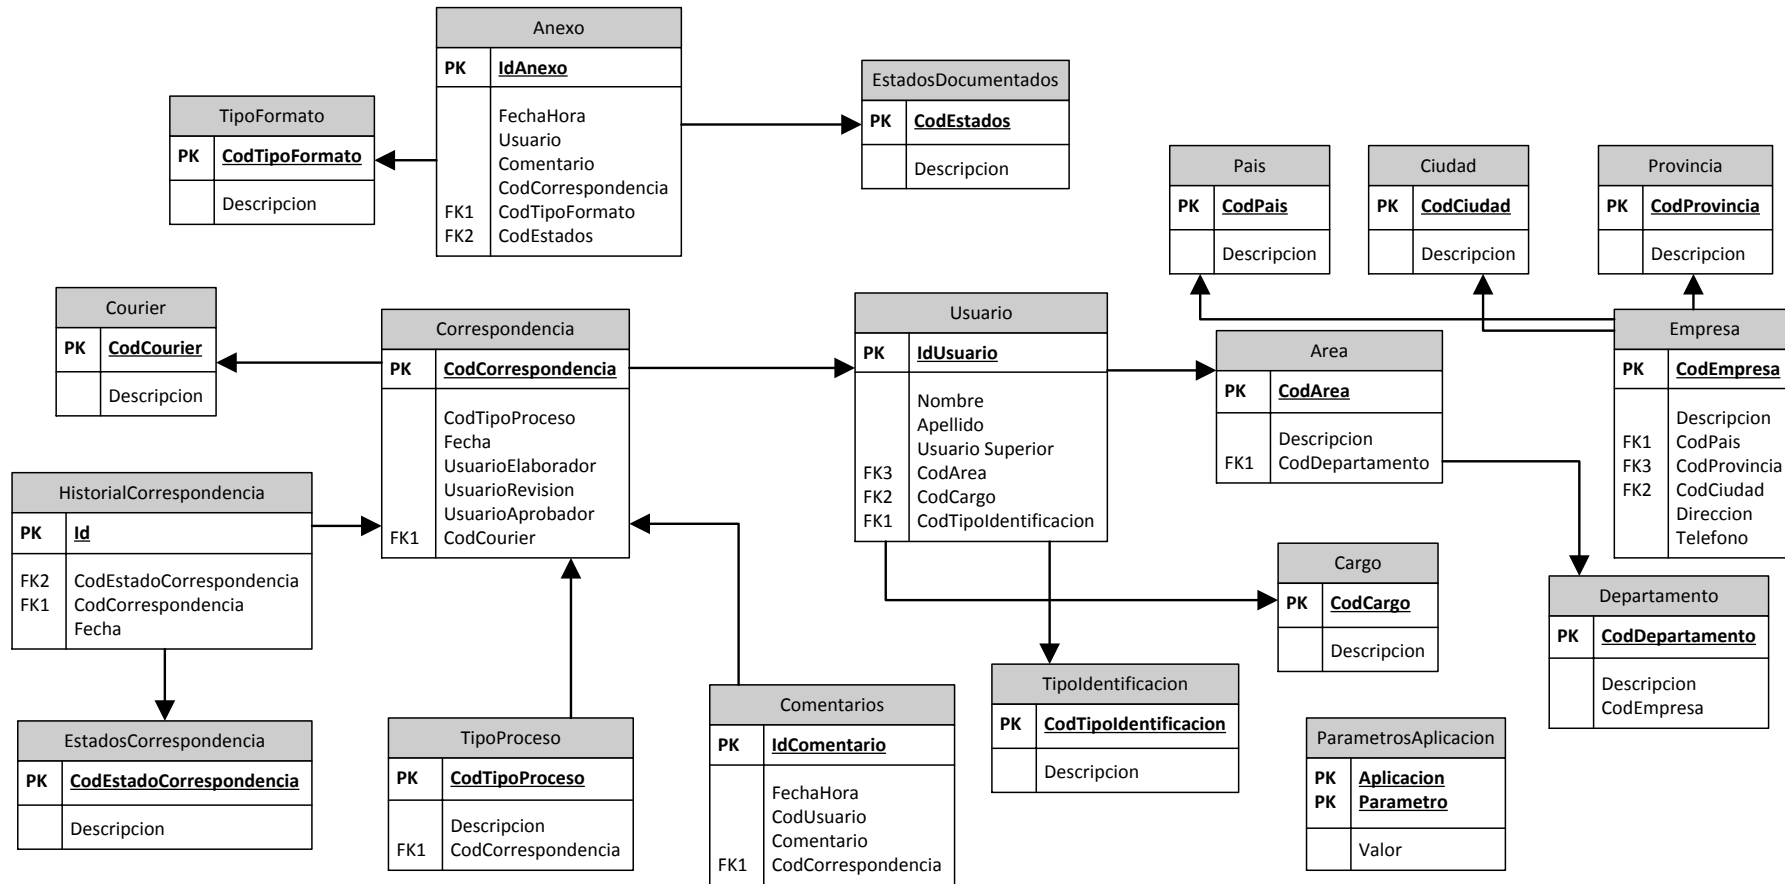 Anexo
PK IdAnexo
FechaHora
Usuario
Comentario
CodCorrespondencia
FK1 CodTipoFormato
FK2 CodEstados
EstadosDocumentados
PK CodEstados
Descripcion
TipoFormato
PK CodTipoFormato
Descripcion
Pais
PK CodPais
Descripcion
Ciudad
PK CodCiudad
Descripcion
Provincia
PK CodProvincia
Descripcion
Courier
PK CodCourier
Descripcion
Correspondencia
PK CodCorrespondencia
CodTipoProceso
Fecha
UsuarioElaborador
UsuarioRevision
UsuarioAprobador
FK1 CodCourier
Usuario
PK IdUsuario
Nombre
Apellido
Usuario Superior
FK3 CodArea
FK2 CodCargo
FK1 CodTipoIdentificacion
Area
PK CodArea
Descripcion
FK1 CodDepartamento
Empresa
PK CodEmpresa
Descripcion
FK1 CodPais
FK3 CodProvincia
FK2 CodCiudad
Direccion
Telefono
HistorialCorrespondencia
PK Id
FK2 CodEstadoCorrespondencia
FK1 CodCorrespondencia
Fecha
Cargo
PK CodCargo
Descripcion
Departamento
PK CodDepartamento
Descripcion
CodEmpresa
EstadosCorrespondencia
PK CodEstadoCorrespondencia
Descripcion
TipoProceso
PK CodTipoProceso
Descripcion
FK1 CodCorrespondencia
Comentarios
PK IdComentario
FechaHora
CodUsuario
Comentario
FK1 CodCorrespondencia
TipoIdentificacion
PK CodTipoIdentificacion
Descripcion
ParametrosAplicacion
PK Aplicacion
PK Parametro
Valor